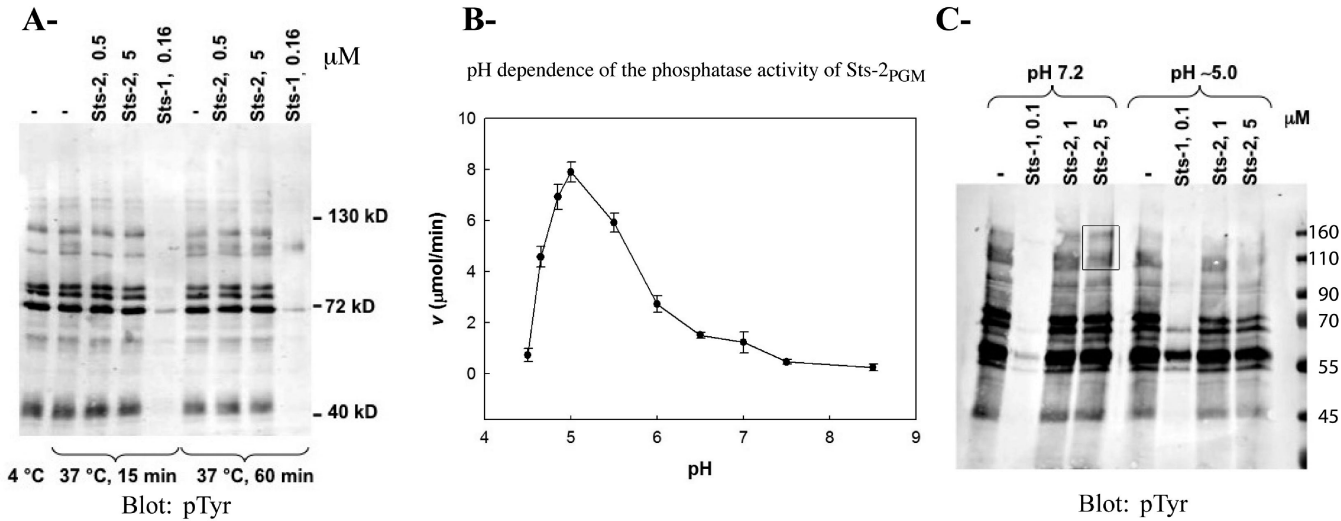 A-
- - Sts-2, 0.5 Sts-2, 5 Sts-1, 0.16 - Sts-2, 0.5 Sts-2, 5 Sts-1, 0.16 μM
130 kD
72 kD
40 kD
4 °C 37 °C, 15 min 37 °C, 60 min
Blot: pTyr
B-
pH dependence of the phosphatase activity of Sts-2PGM
v (μmol/min)
10
8
6
4
2
0
4 5 6 7 8 9
pH
C-
pH 7.2 pH ~5.0
- Sts-1, 0.1 Sts-2, 1 Sts-2, 5 - Sts-1, 0.1 Sts-2, 1 Sts-2, 5 μM
160
110
90
70
55
45
Blot: pTyr